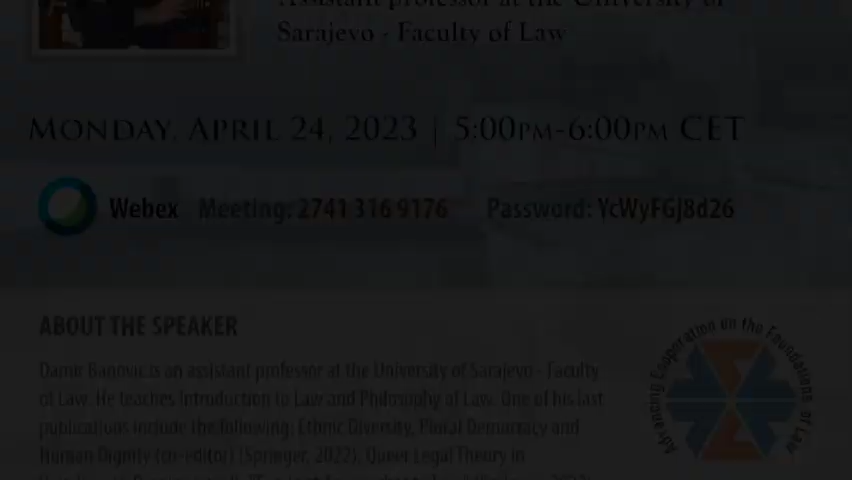 Assistant professor at the University of
Sarajevo - Faculty of Law
MONDAY, APRIL 24, 2023 | 5:00PM-6:00PM CET
Webex Meeting: 2741 316 9176 Password: YcWyFGJ8d26
ABOUT THE SPEAKER
Damir Banovic is an assistant professor at the University of Sarajevo - Faculty
of Law. He teaches Introduction to Law and Philosophy of Law. One of his last
publications include the following: Ethnic Diversity, Plural Democracy and
Human Dignity (co-editor) (Springer, 2022), Queer Legal Theory in
Advancing Cooperation on the Foundations of Law